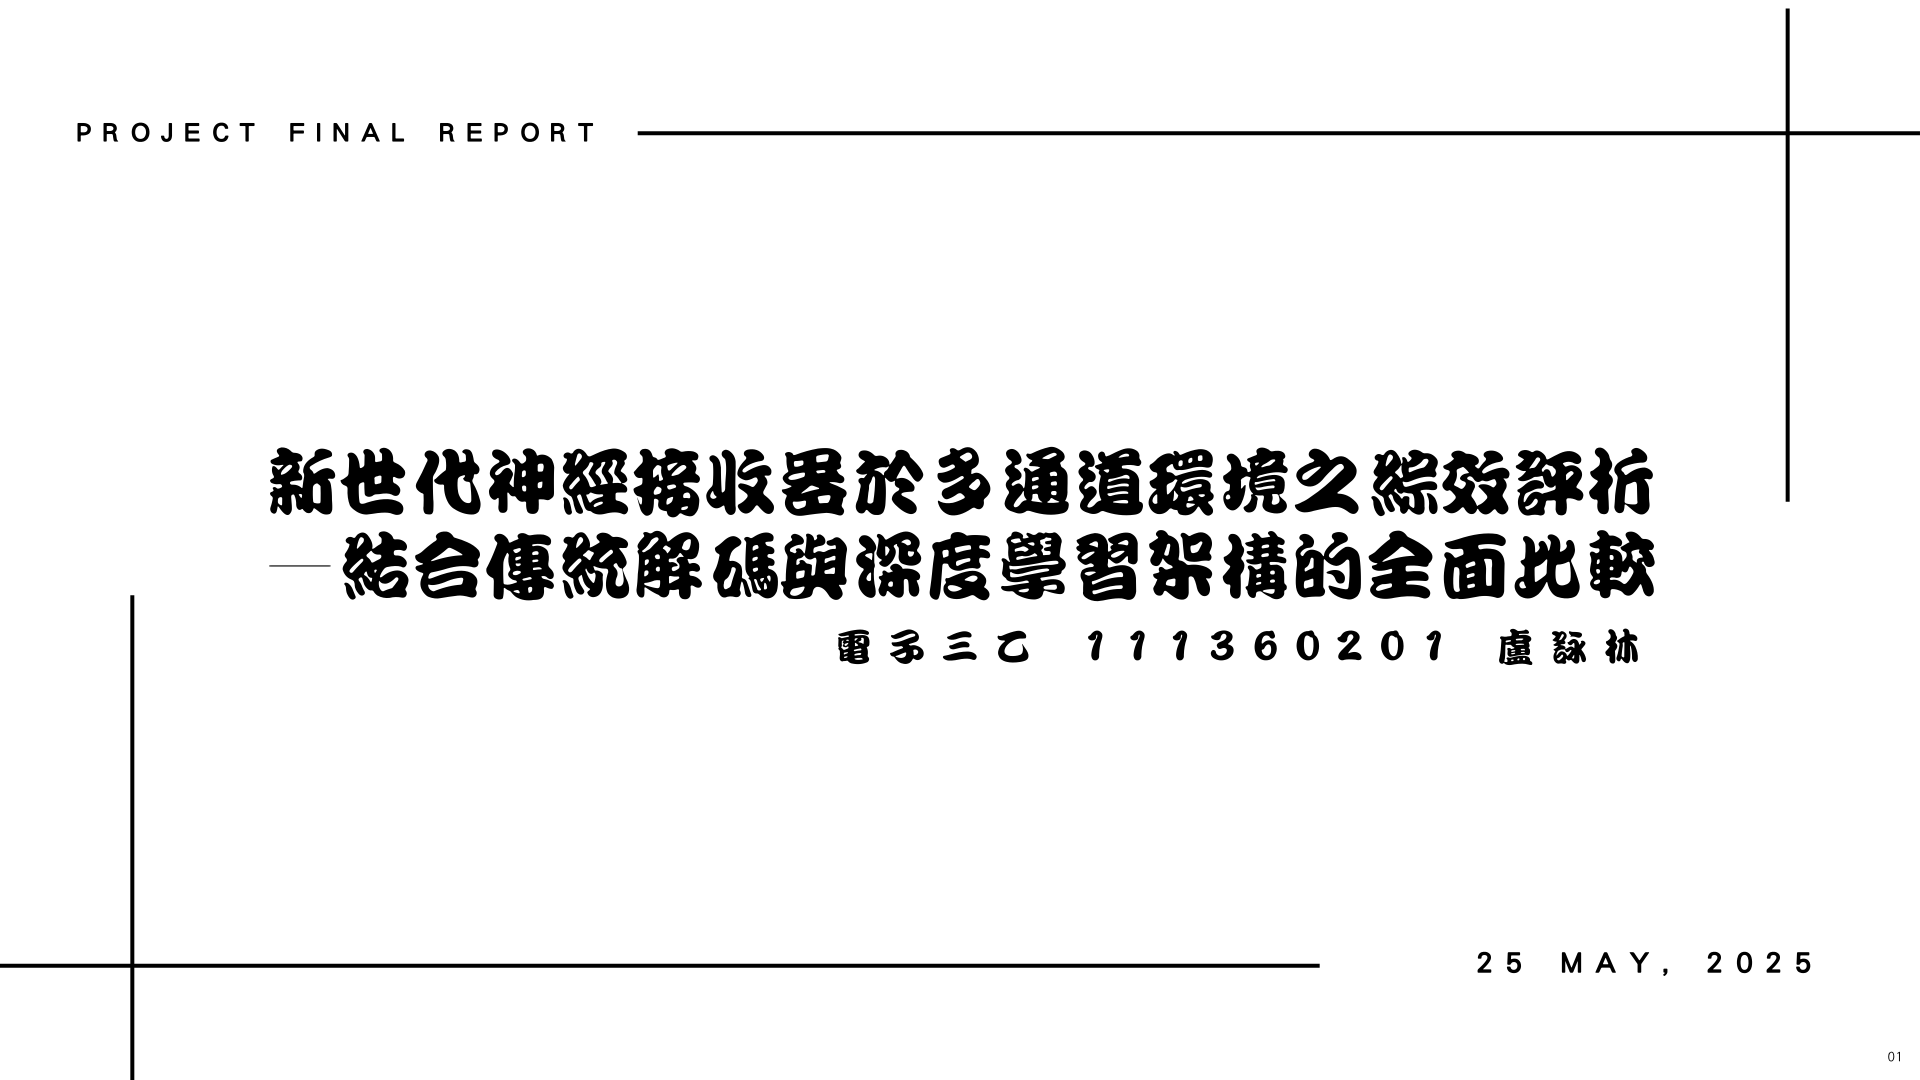 PROJECT FINAL REPORT
新世代神經接收器於多通道環境之綜效評析
——結合傳統解碼與深度學習架構的全面比較
電子三乙 111360201 盧詠沐
25 MAY, 2025
01